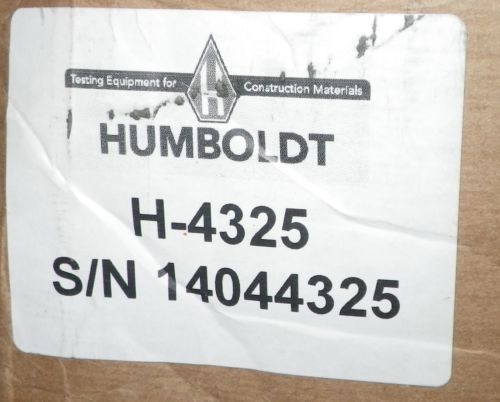 Testing Equipment for Construction Materials
H
HUMBOLDT
H-4325
S/N 14044325